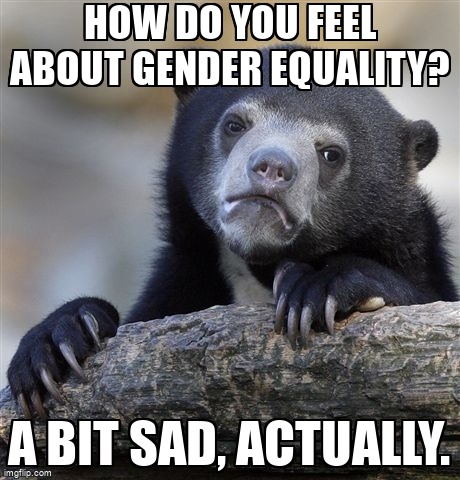 HOW DO YOU FEEL
ABOUT GENDER EQUALITY?
A BIT SAD, ACTUALLY.
imgflip.com